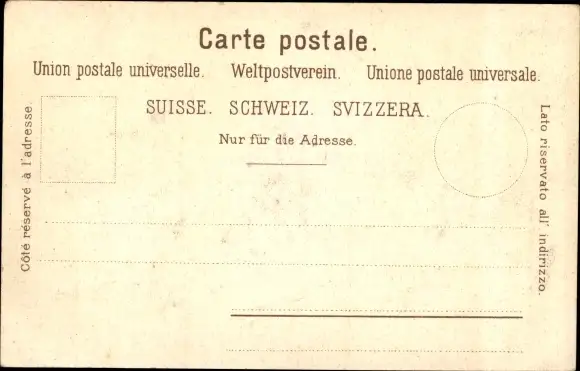 Carte postale.
Union postale universelle. Weltpostverein. Unione postale universale.
SUISSE. SCHWEIZ. SVIZZERA.
Nur für die Adresse.
Côté réservé à l'adresse.
Lato riservato all' indirizzo.